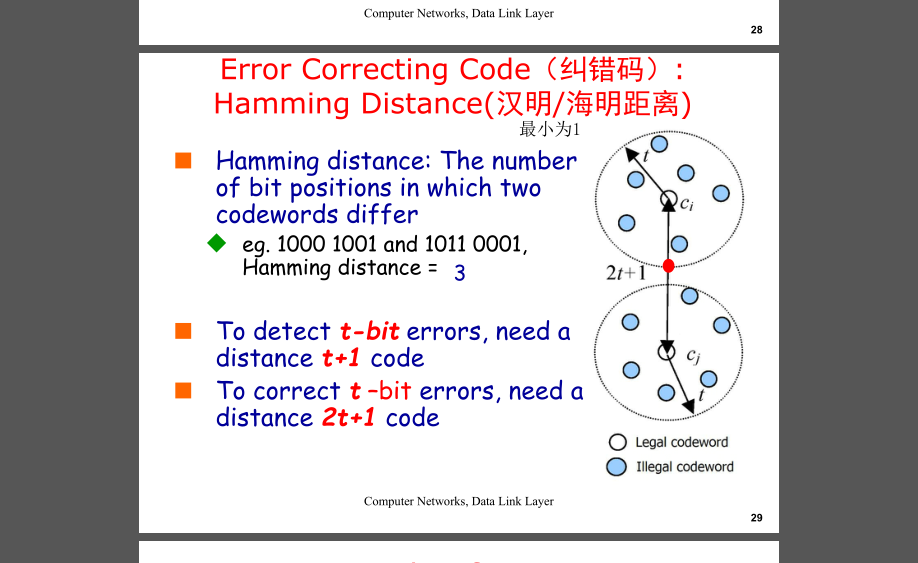 Computer Networks, Data Link Layer
28
Error Correcting Code（纠错码）:
Hamming Distance(汉明/海明距离)
最小为1
Hamming distance: The number
of bit positions in which two
codewords differ
eg. 1000 1001 and 1011 0001,
Hamming distance = 3
To detect t-bit errors, need a
distance t+1 code
To correct t –bit errors, need a
distance 2t+1 code
t
ci
2t+1
cj
t
Legal codeword
Illegal codeword
Computer Networks, Data Link Layer
29